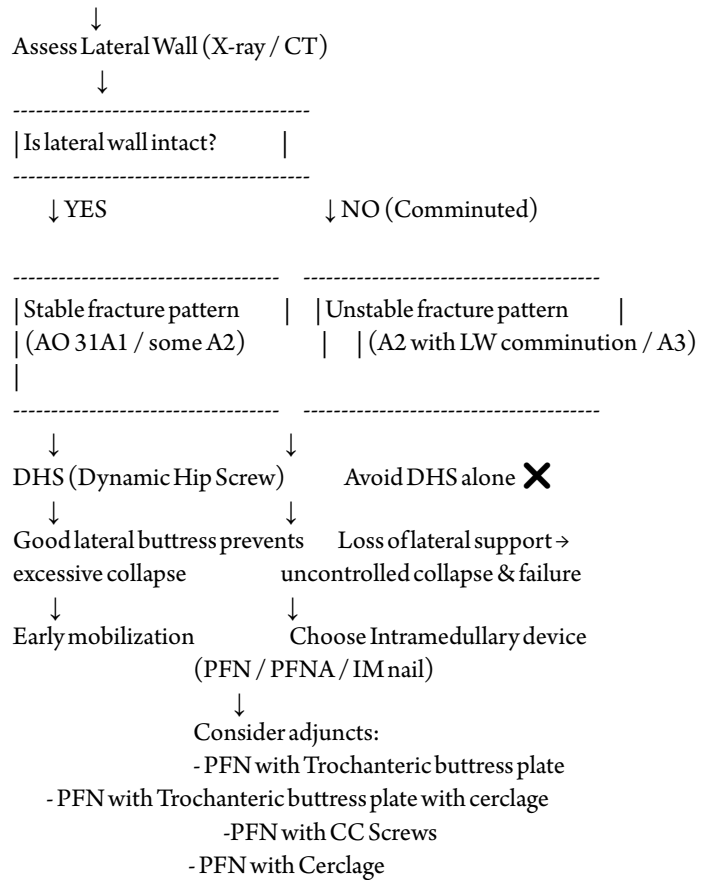 ↓
Assess Lateral Wall (X-ray / CT)
↓
---------------------------------------
| Is lateral wall intact? |
---------------------------------------
↓ YES ↓ NO (Comminuted)
----------------------------------- ---------------------------------------
| Stable fracture pattern | | Unstable fracture pattern |
| (AO 31A1 / some A2) | | (A2 with LW comminution / A3)
|
----------------------------------- ---------------------------------------
↓ ↓
DHS (Dynamic Hip Screw) Avoid DHS alone ❌
↓ ↓
Good lateral buttress prevents Loss of lateral support →
excessive collapse uncontrolled collapse & failure
↓ ↓
Early mobilization Choose Intramedullary device
(PFN / PFNA / IM nail)
↓
Consider adjuncts:
- PFN with Trochanteric buttress plate
- PFN with Trochanteric buttress plate with cerclage
-PFN with CC Screws
- PFN with Cerclage